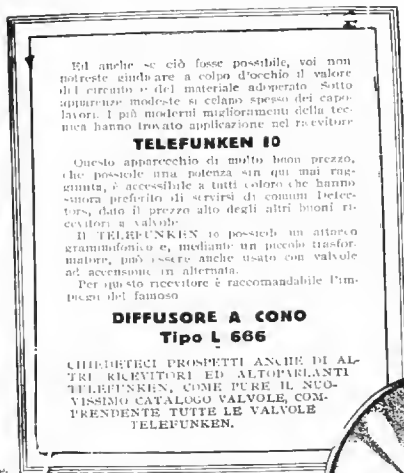 Ed anche se ciò fosse possibile, voi non
potreste giudicare a colpo d'occhio il valore
del circuito e del materiale adoperato Sotto
apparenze modeste si celano spesso dei capo-
lavori. I più moderni miglioramenti della tec-
nica hanno trovato applicazione nel ricevitore
TELEFUNKEN 10
Questo apparecchio di molto buon prezzo,
che possiede una potenza sin qui mai rag-
giunta, è accessibile a tutti coloro che hanno
sinora preferito di servirsi di comuni Detec-
tors, dato il prezzo alto degli altri buoni ri-
cevitori a valvole
Il TELEFUNKEN 10 possiede un attacco
grammofonico e, mediante un piccolo trasfor-
matore, può essere anche usato con valvole
ad accensione in alternata.
Per questo ricevitore è raccomandabile l'im-
piego del famoso
DIFFUSORE A CONO
Tipo L 666
CHIEDETECI PROSPETTI ANCHE DI AL-
TRI RICEVITORI ED ALTOPARLANTI
TELEFUNKEN, COME PURE IL NUO-
VISSIMO CATALOGO VALVOLE, COM-
PRENDENTE TUTTE LE VALVOLE
TELEFUNKEN.